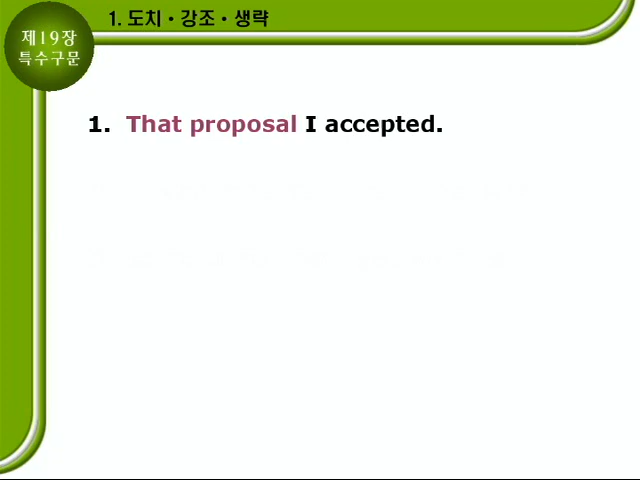 1. 도치・강조・생략
제19장
특수구문
1. That proposal I accepted.